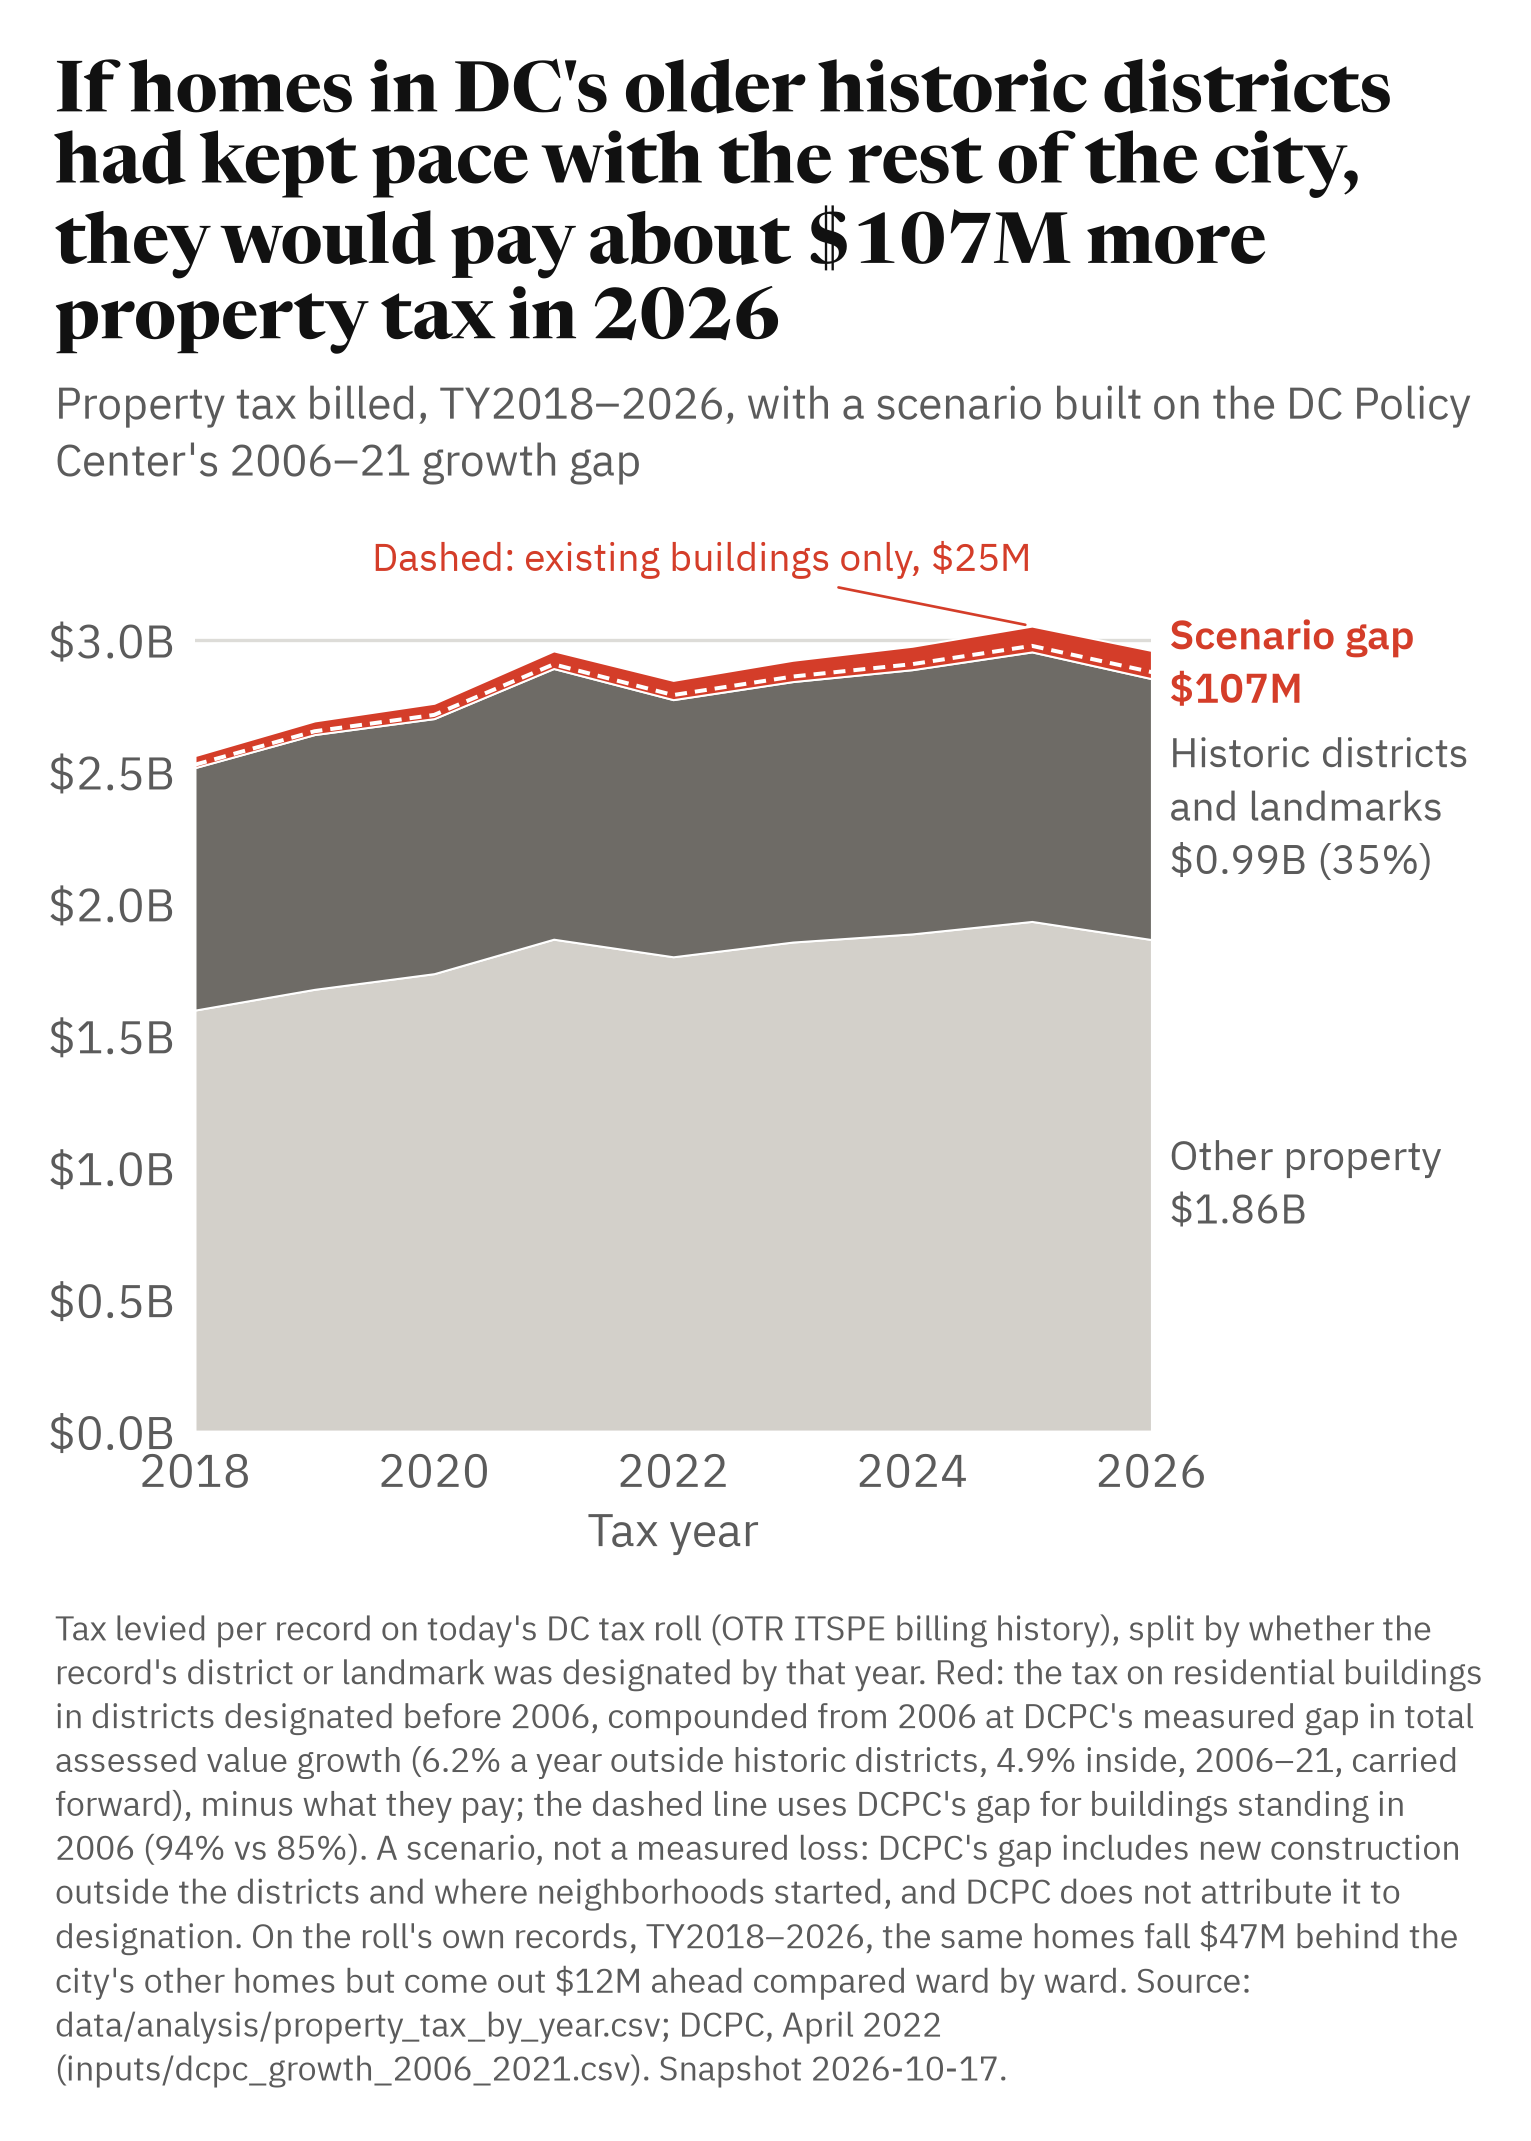 If homes in DC's older historic districts
had kept pace with the rest of the city,
they would pay about $107M more
property tax in 2026
Property tax billed, TY2018–2026, with a scenario built on the DC Policy
Center's 2006–21 growth gap
Dashed: existing buildings only, $25M
$3.0B
$2.5B
$2.0B
$1.5B
$1.0B
$0.5B
$0.0B
Scenario gap
$107M
Historic districts
and landmarks
$0.99B (35%)
Other property
$1.86B
2018 2020 2022 2024 2026
Tax year
Tax levied per record on today's DC tax roll (OTR ITSPE billing history), split by whether the
record's district or landmark was designated by that year. Red: the tax on residential buildings
in districts designated before 2006, compounded from 2006 at DCPC's measured gap in total
assessed value growth (6.2% a year outside historic districts, 4.9% inside, 2006–21, carried
forward), minus what they pay; the dashed line uses DCPC's gap for buildings standing in
2006 (94% vs 85%). A scenario, not a measured loss: DCPC's gap includes new construction
outside the districts and where neighborhoods started, and DCPC does not attribute it to
designation. On the roll's own records, TY2018–2026, the same homes fall $47M behind the
city's other homes but come out $12M ahead compared ward by ward. Source:
data/analysis/property_tax_by_year.csv; DCPC, April 2022
(inputs/dcpc_growth_2006_2021.csv). Snapshot 2026-10-17.